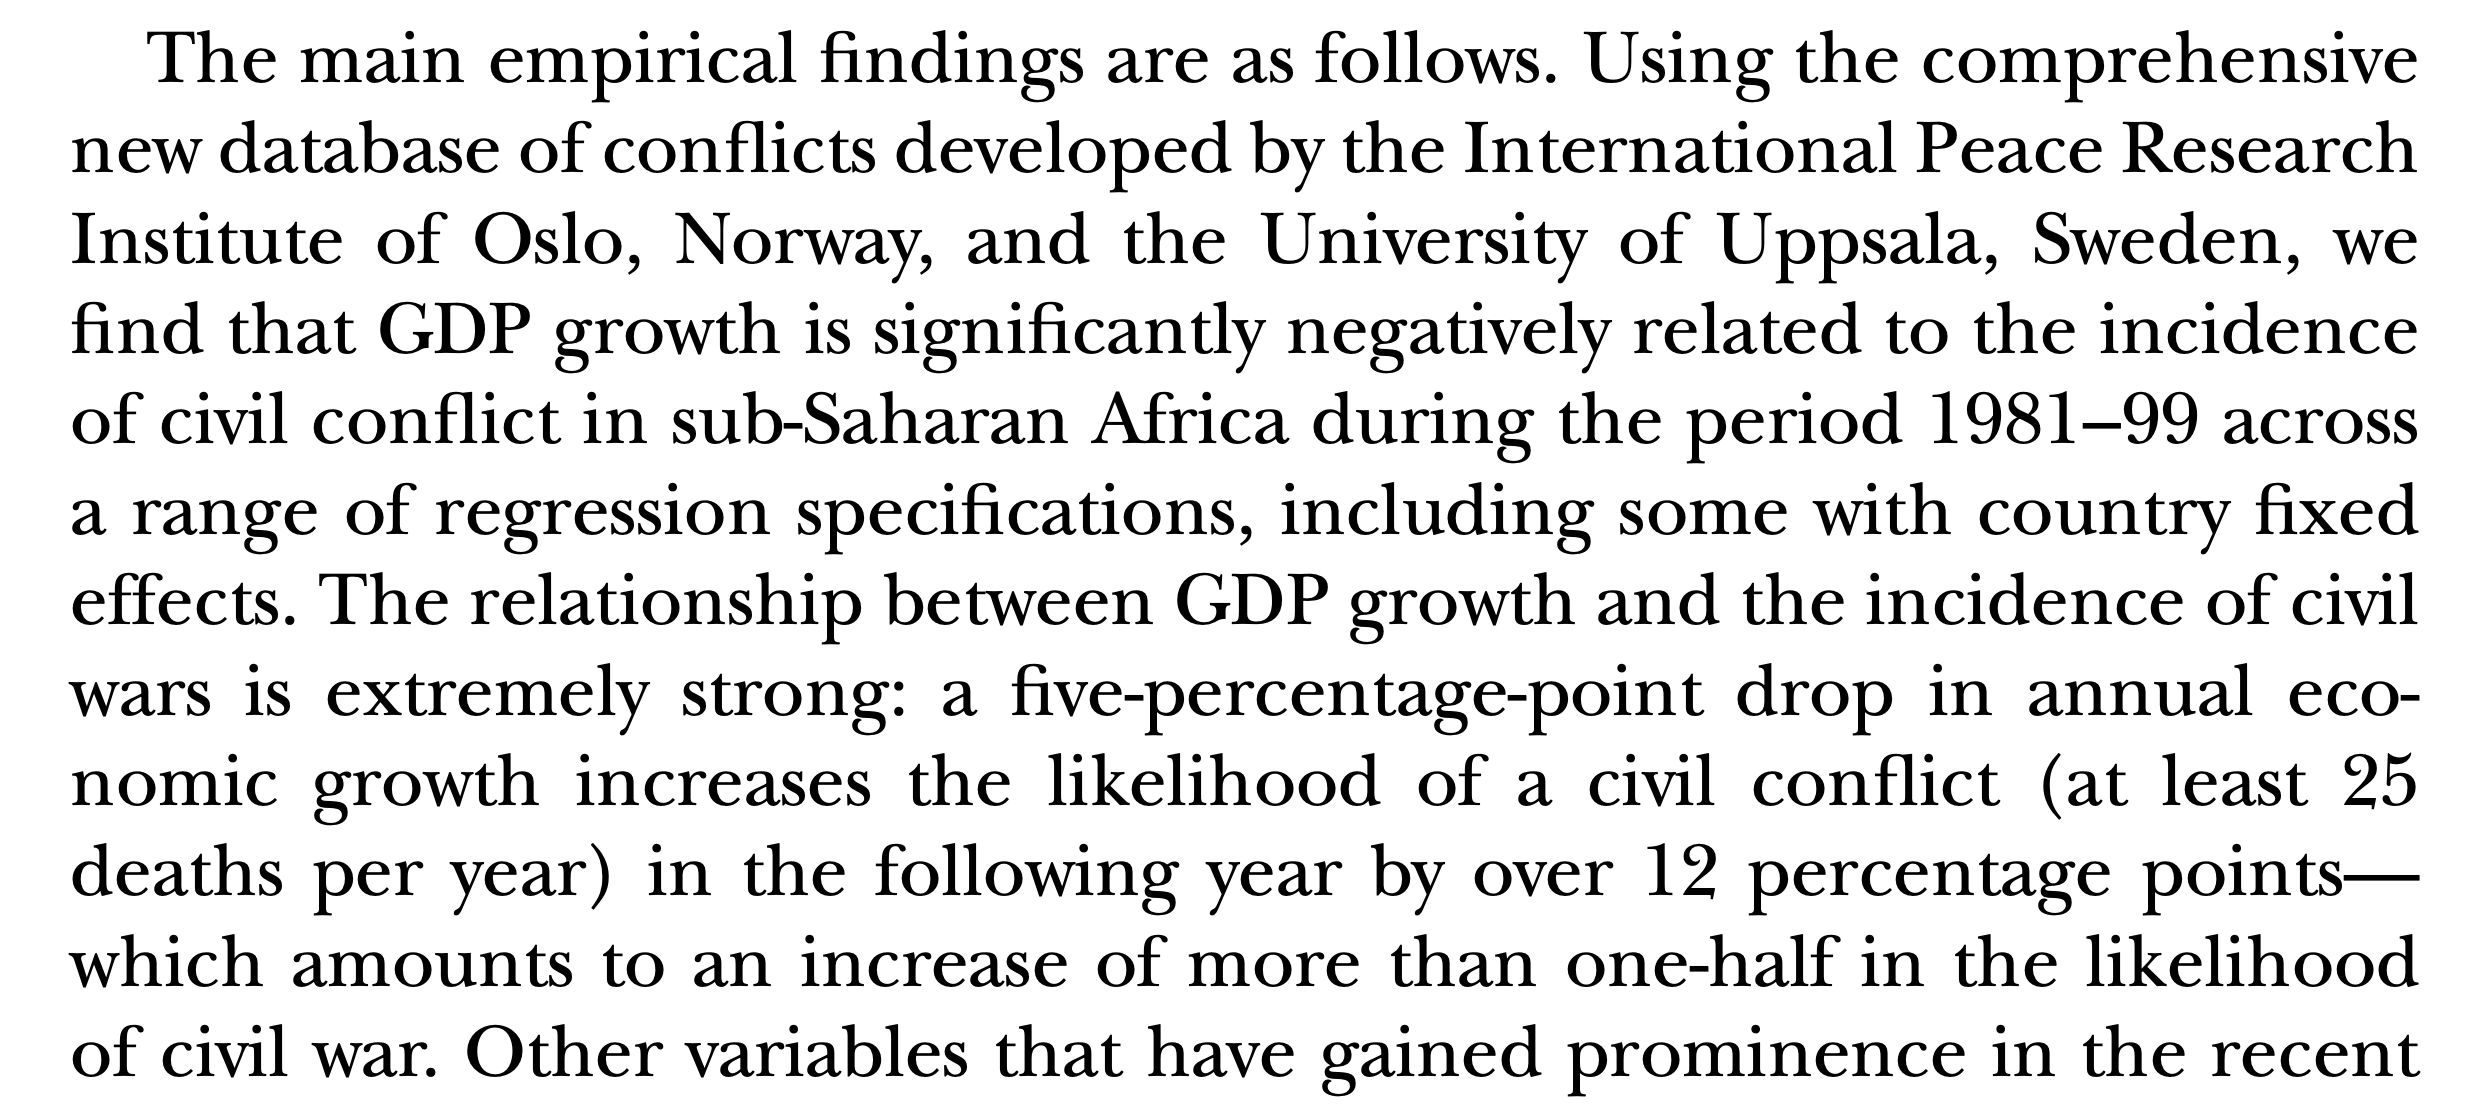 The main empirical findings are as follows. Using the comprehensive
new database of conflicts developed by the International Peace Research
Institute of Oslo, Norway, and the University of Uppsala, Sweden, we
find that GDP growth is significantly negatively related to the incidence
of civil conflict in sub-Saharan Africa during the period 1981–99 across
a range of regression specifications, including some with country fixed
effects. The relationship between GDP growth and the incidence of civil
wars is extremely strong: a five-percentage-point drop in annual eco-
nomic growth increases the likelihood of a civil conflict (at least 25
deaths per year) in the following year by over 12 percentage points—
which amounts to an increase of more than one-half in the likelihood
of civil war. Other variables that have gained prominence in the recent